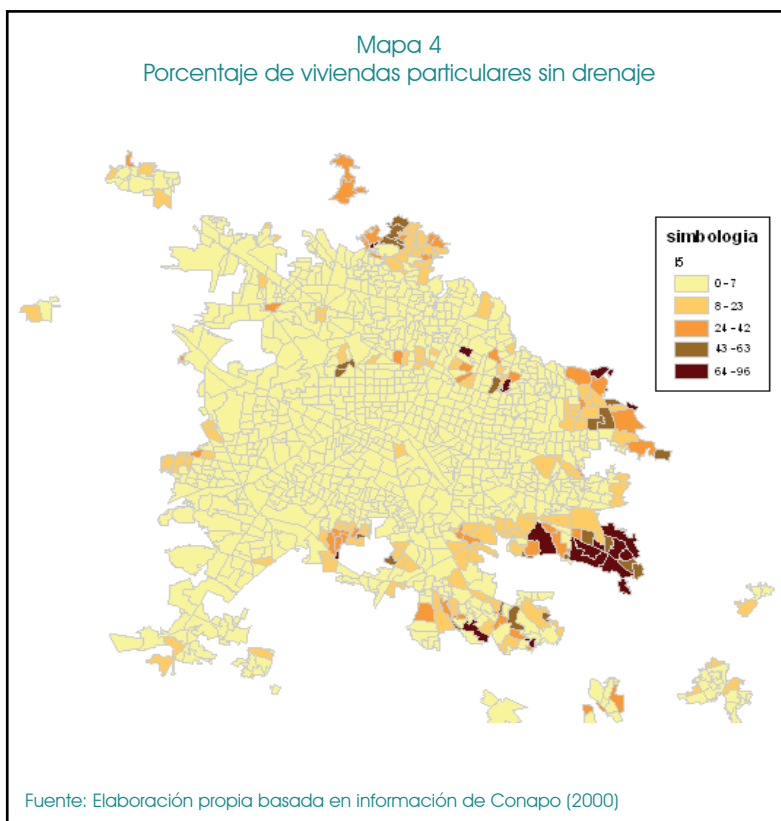 Mapa 4
Porcentaje de viviendas particulares sin drenaje
simbologia
I5
0 - 7
8 - 23
24 - 42
43 - 63
64 - 96
Fuente: Elaboración propia basada en información de Conapo (2000)